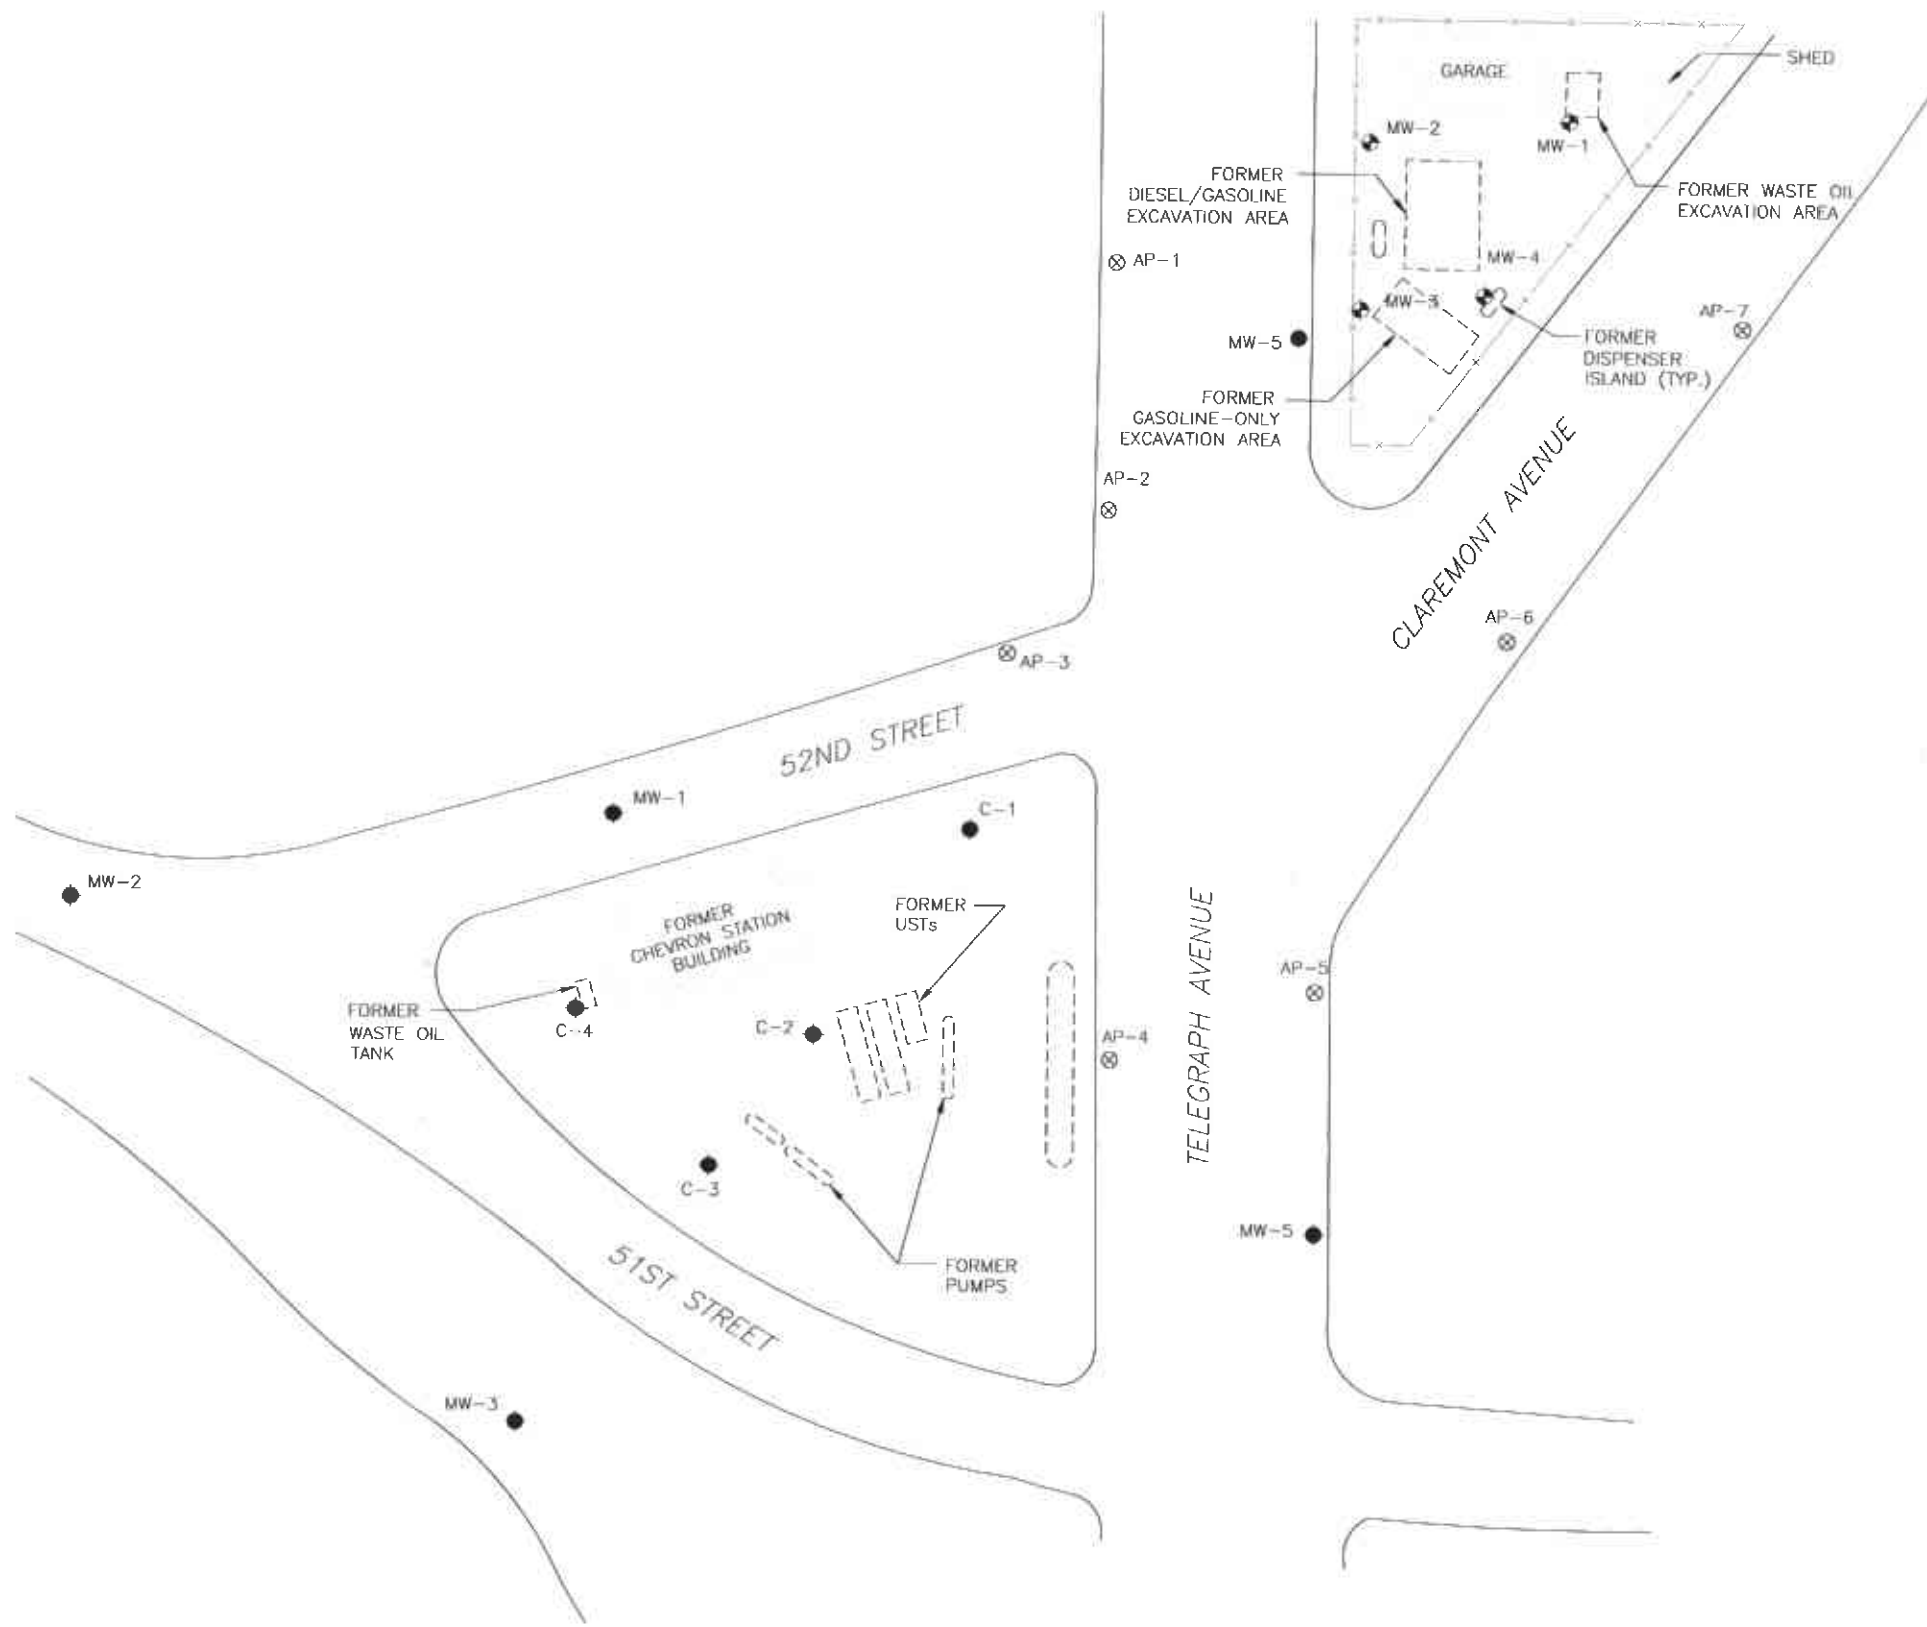 GARAGE
SHED
MW-2
MW-1
FORMER
DIESEL/GASOLINE
EXCAVATION AREA
FORMER WASTE OIL
EXCAVATION AREA
AP-1
MW-4
MW-3
AP-7
MW-5
FORMER
DISPENSER
ISLAND (TYP.)
FORMER
GASOLINE-ONLY
EXCAVATION AREA
CLAREMONT AVENUE
AP-2
AP-6
AP-3
52ND STREET
MW-1
C-1
MW-2
FORMER
USTs
FORMER
CHEVRON STATION
BUILDING
TELEGRAPH AVENUE
AP-5
FORMER
WASTE OIL
TANK
C-4
C-2
AP-4
C-3
MW-5
FORMER
PUMPS
51ST STREET
MW-3